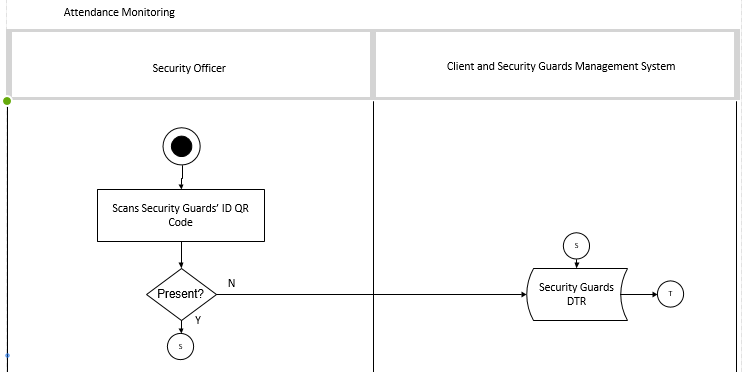 Attendance Monitoring
Security Officer
Client and Security Guards Management System
Scans Security Guards' ID QR
Code
Present?
N
Y
S
S
Security Guards
DTR
T